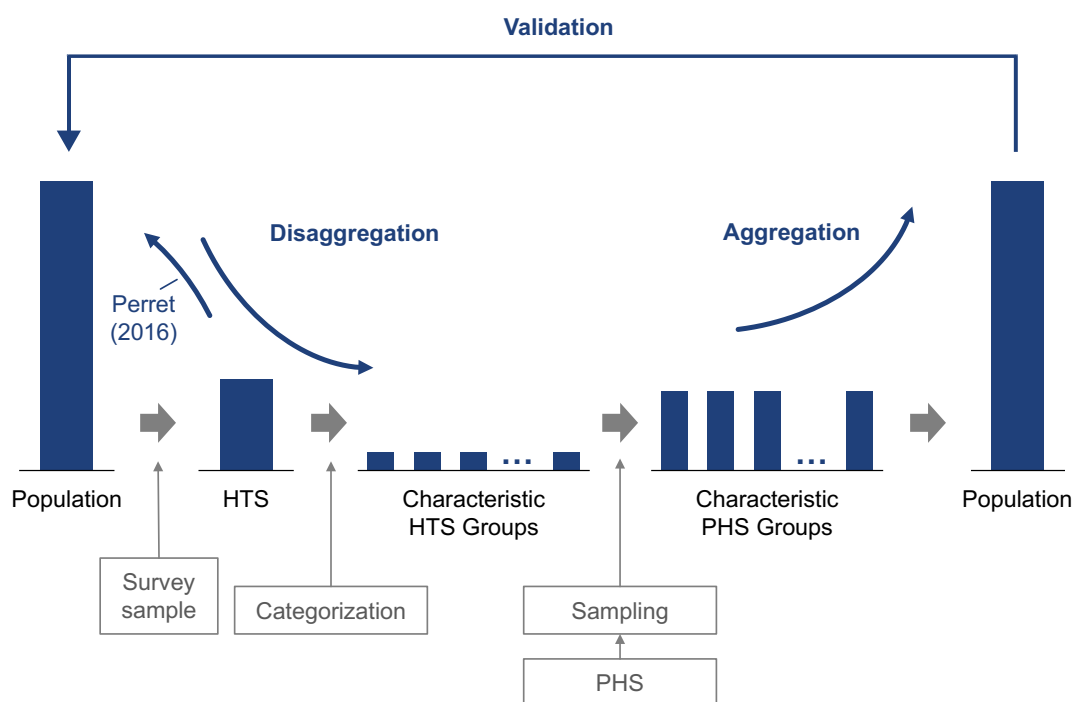 Validation
Disaggregation
Aggregation
Perret
(2016)
...
...
Population
HTS
Characteristic
HTS Groups
Characteristic
PHS Groups
Population
Survey
sample
Categorization
Sampling
PHS